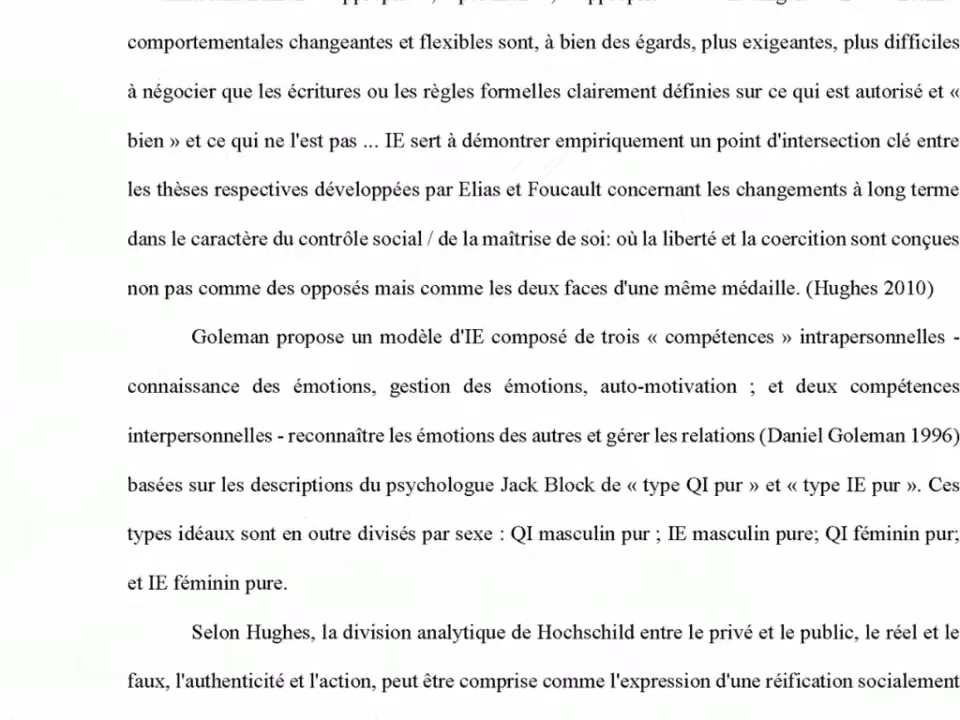 comportementales changeantes et flexibles sont, à bien des égards, plus exigeantes, plus difficiles
à négocier que les écritures ou les règles formelles clairement définies sur ce qui est autorisé et «
bien » et ce qui ne l'est pas ... IE sert à démontrer empiriquement un point d'intersection clé entre
les thèses respectives développées par Elias et Foucault concernant les changements à long terme
dans le caractère du contrôle social / de la maîtrise de soi: où la liberté et la coercition sont conçues
non pas comme des opposés mais comme les deux faces d'une même médaille. (Hughes 2010)
Goleman propose un modèle d'IE composé de trois « compétences » intrapersonnelles -
connaissance des émotions, gestion des émotions, auto-motivation ; et deux compétences
interpersonnelles - reconnaître les émotions des autres et gérer les relations (Daniel Goleman 1996)
basées sur les descriptions du psychologue Jack Block de « type QI pur » et « type IE pur ». Ces
types idéaux sont en outre divisés par sexe : QI masculin pur ; IE masculin pure; QI féminin pur;
et IE féminin pure.
Selon Hughes, la division analytique de Hochschild entre le privé et le public, le réel et le
faux, l'authenticité et l'action, peut être comprise comme l'expression d'une réification socialement